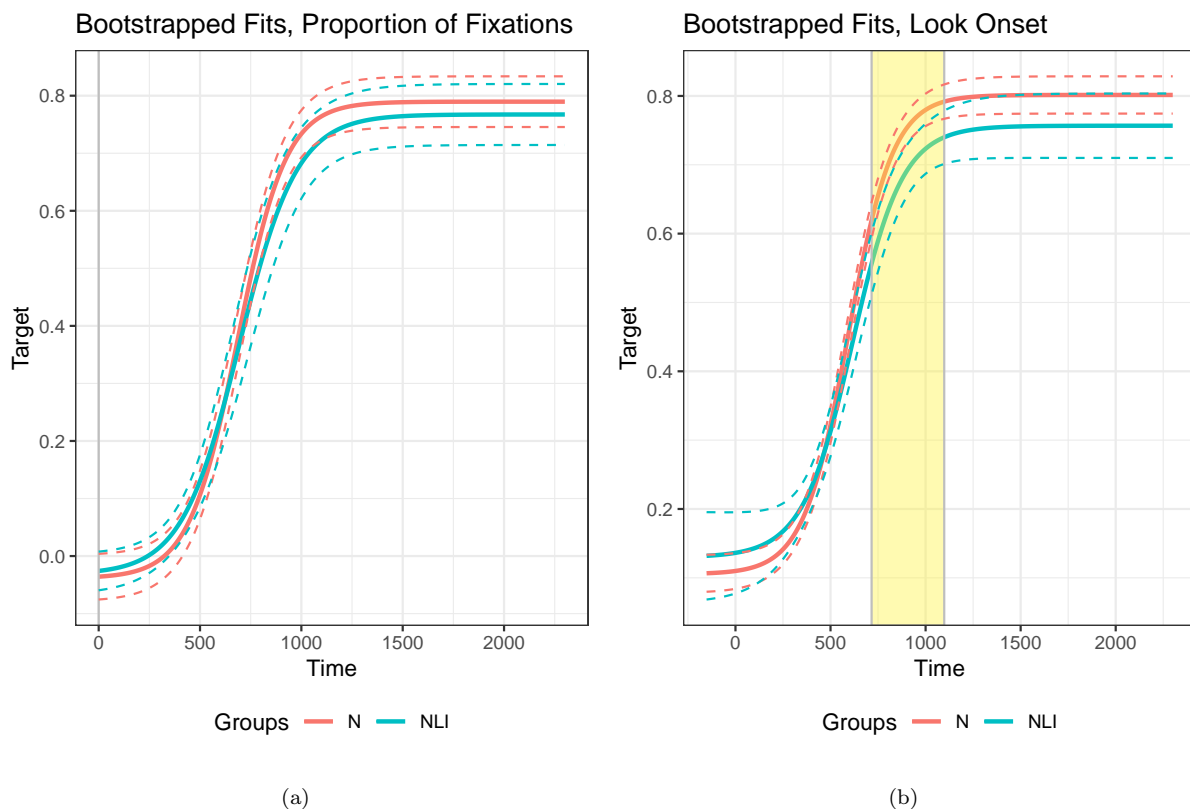 Bootstrapped Fits, Proportion of Fixations
0.8
0.6
0.4
0.2
0.0
Target
0
500
1000
1500
2000
Time
Groups N NLI
(a)
Bootstrapped Fits, Look Onset
0.8
0.6
0.4
0.2
Target
0
500
1000
1500
2000
Time
Groups N NLI
(b)